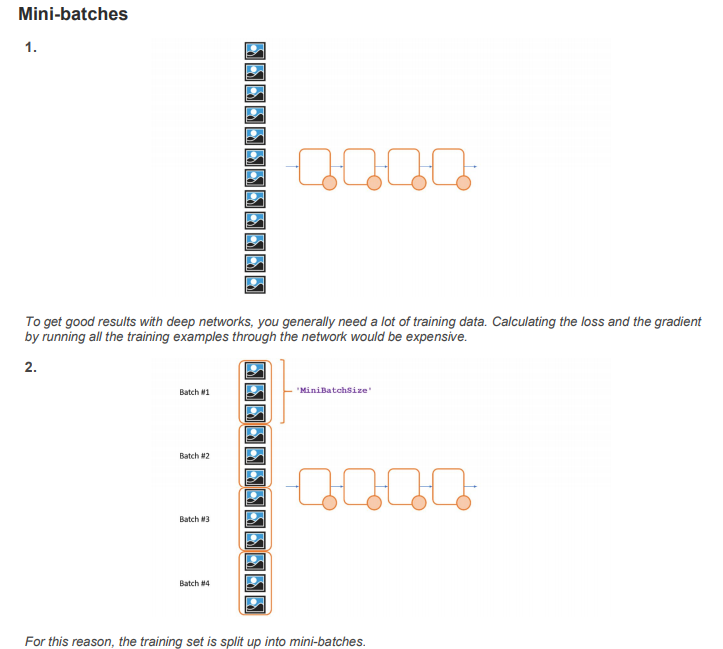 Mini-batches
1.
To get good results with deep networks, you generally need a lot of training data. Calculating the loss and the gradient
by running all the training examples through the network would be expensive.
2.
Batch #1
'MiniBatchSize'
Batch #2
Batch #3
Batch #4
For this reason, the training set is split up into mini-batches.